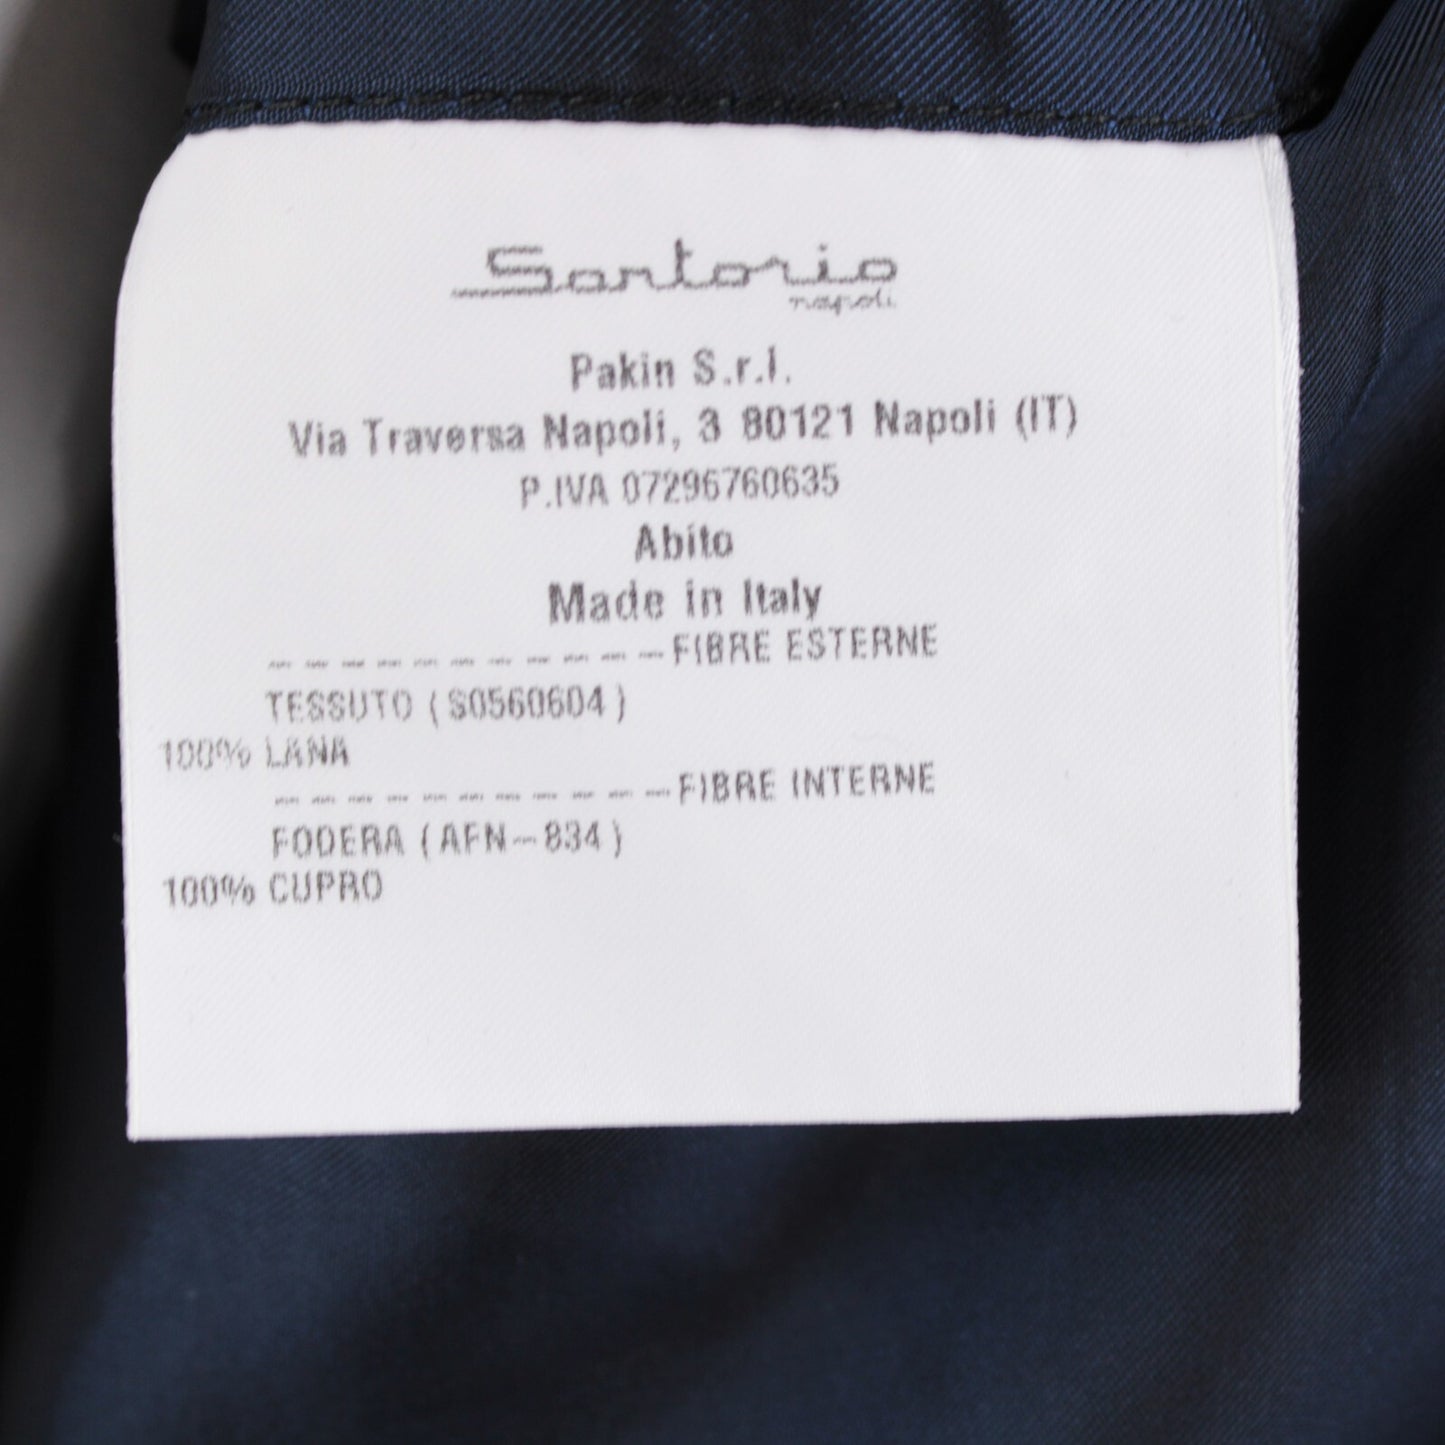 Sartorio
napoli
Pakin S.r.l.
Via Traversa Napoli, 3 80121 Napoli (IT)
P.IVA 07296760635
Abito
Made in Italy
-----------FIBRE ESTERNE
TESSUTO (S0560604)
100% LANA
-----------FIBRE INTERNE
FODERA (AFN-834)
100% CUPRO